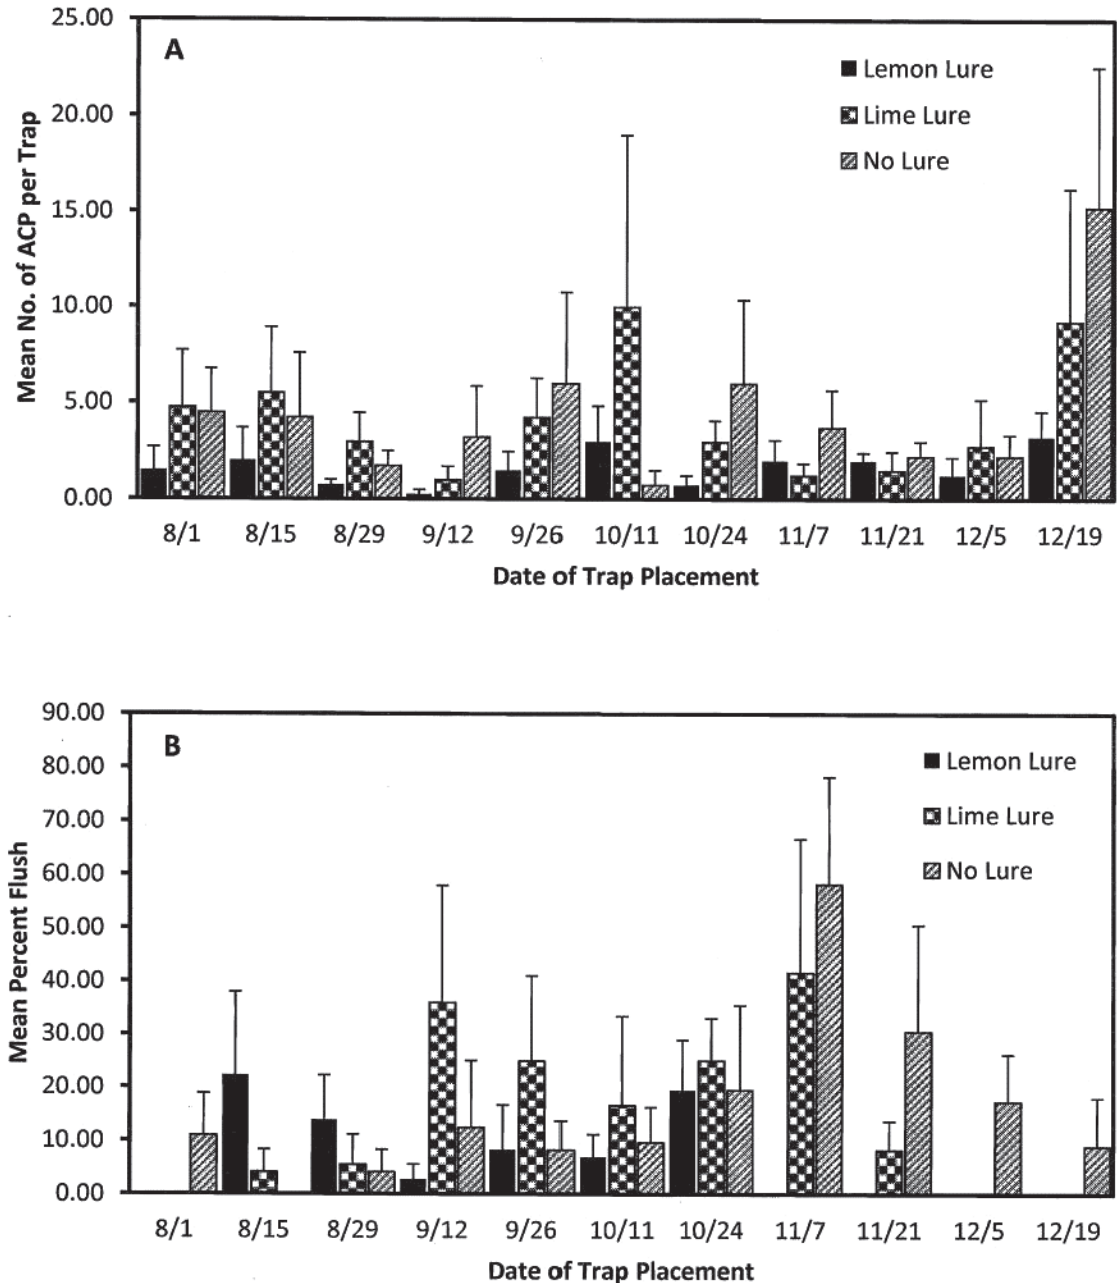 25.00
A
Lemon Lure
20.00
Lime Lure
No Lure
15.00
Mean No. of ACP per Trap
10.00
5.00
0.00
8/1 8/15 8/29 9/12 9/26 10/11 10/24 11/7 11/21 12/5 12/19
Date of Trap Placement
90.00
B
Lemon Lure
80.00
Lime Lure
70.00
No Lure
60.00
Mean Percent Flush
50.00
40.00
30.00
20.00
10.00
0.00
8/1 8/15 8/29 9/12 9/26 10/11 10/24 11/7 11/21 12/5 12/19
Date of Trap Placement